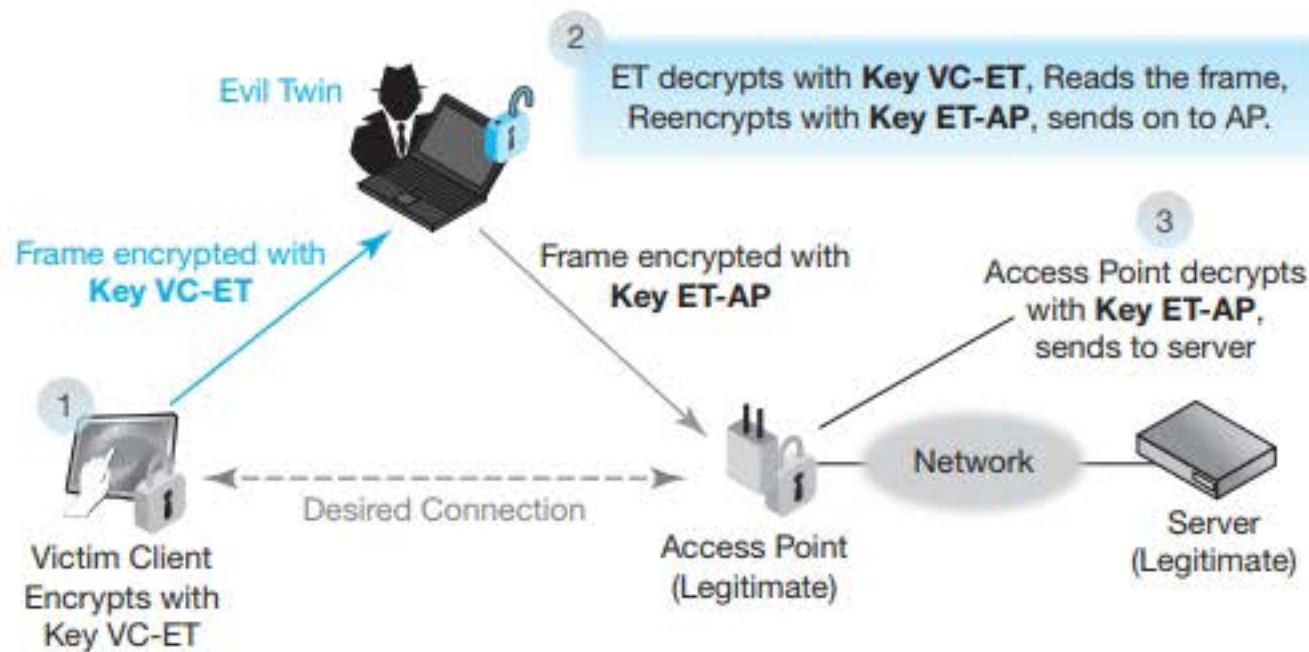 2
ET decrypts with Key VC-ET, Reads the frame,
Reencrypts with Key ET-AP, sends on to AP.
Evil Twin
3
Frame encrypted with
Key VC-ET
Frame encrypted with
Key ET-AP
Access Point decrypts
with Key ET-AP,
sends to server
1
Desired Connection
Network
Victim Client
Encrypts with
Key VC-ET
Access Point
(Legitimate)
Server
(Legitimate)